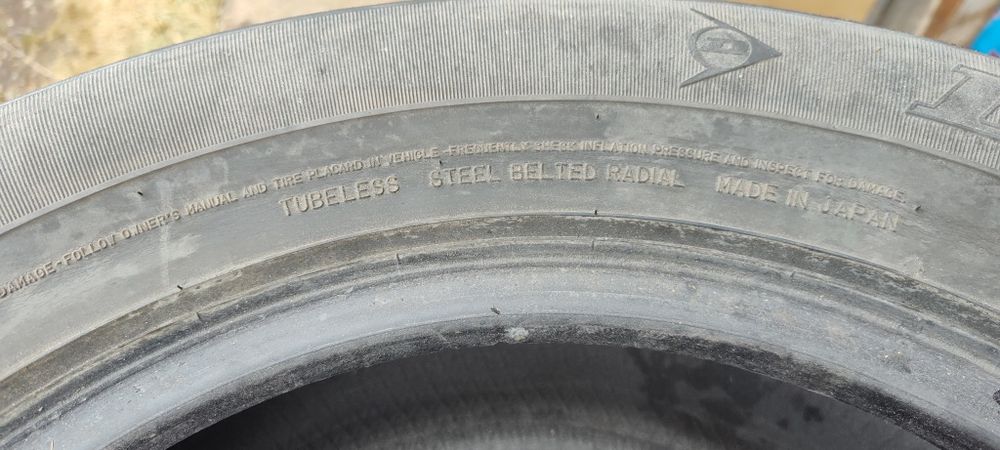 DAMAGE-FOLLOW OWNER'S MANUAL AND TIRE PLACARD IN VEHICLE-FREQUENTLY CHECK INFLATION PRESSURE AND INSPECT FOR DAMAGE.
TUBELESS STEEL BELTED RADIAL MADE IN JAPAN